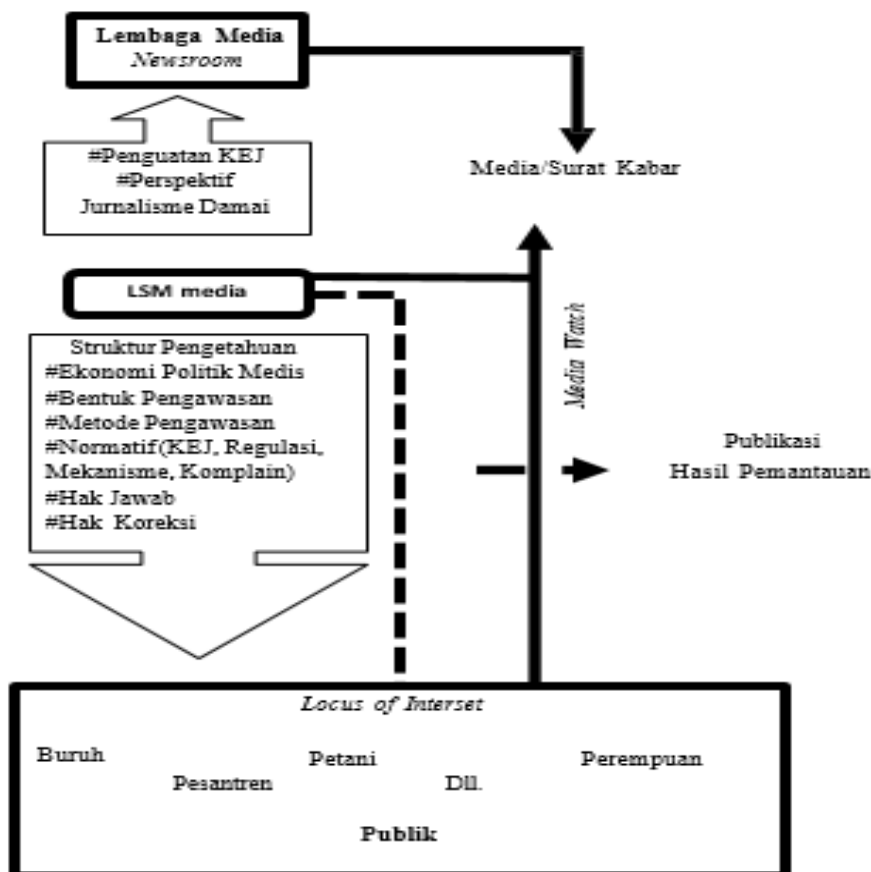 Lembaga Media
Newsroom
#Penguatan KEJ
#Perspektif
Jurnalisme Damai
Media/Surat Kabar
LSM media
Struktur Pengetahuan
#Ekonomi Politik Medis
#Bentuk Pengawasan
#Metode Pengawasan
#Normatif(KEJ, Regulasi,
Mekanisme, Komplain)
#Hak Jawab
#Hak Koreksi
Media Watch
Publikasi
Hasil Pemantauan
Locus of Interset
Buruh
Petani
Perempuan
Pesantren
Dll.
Publik